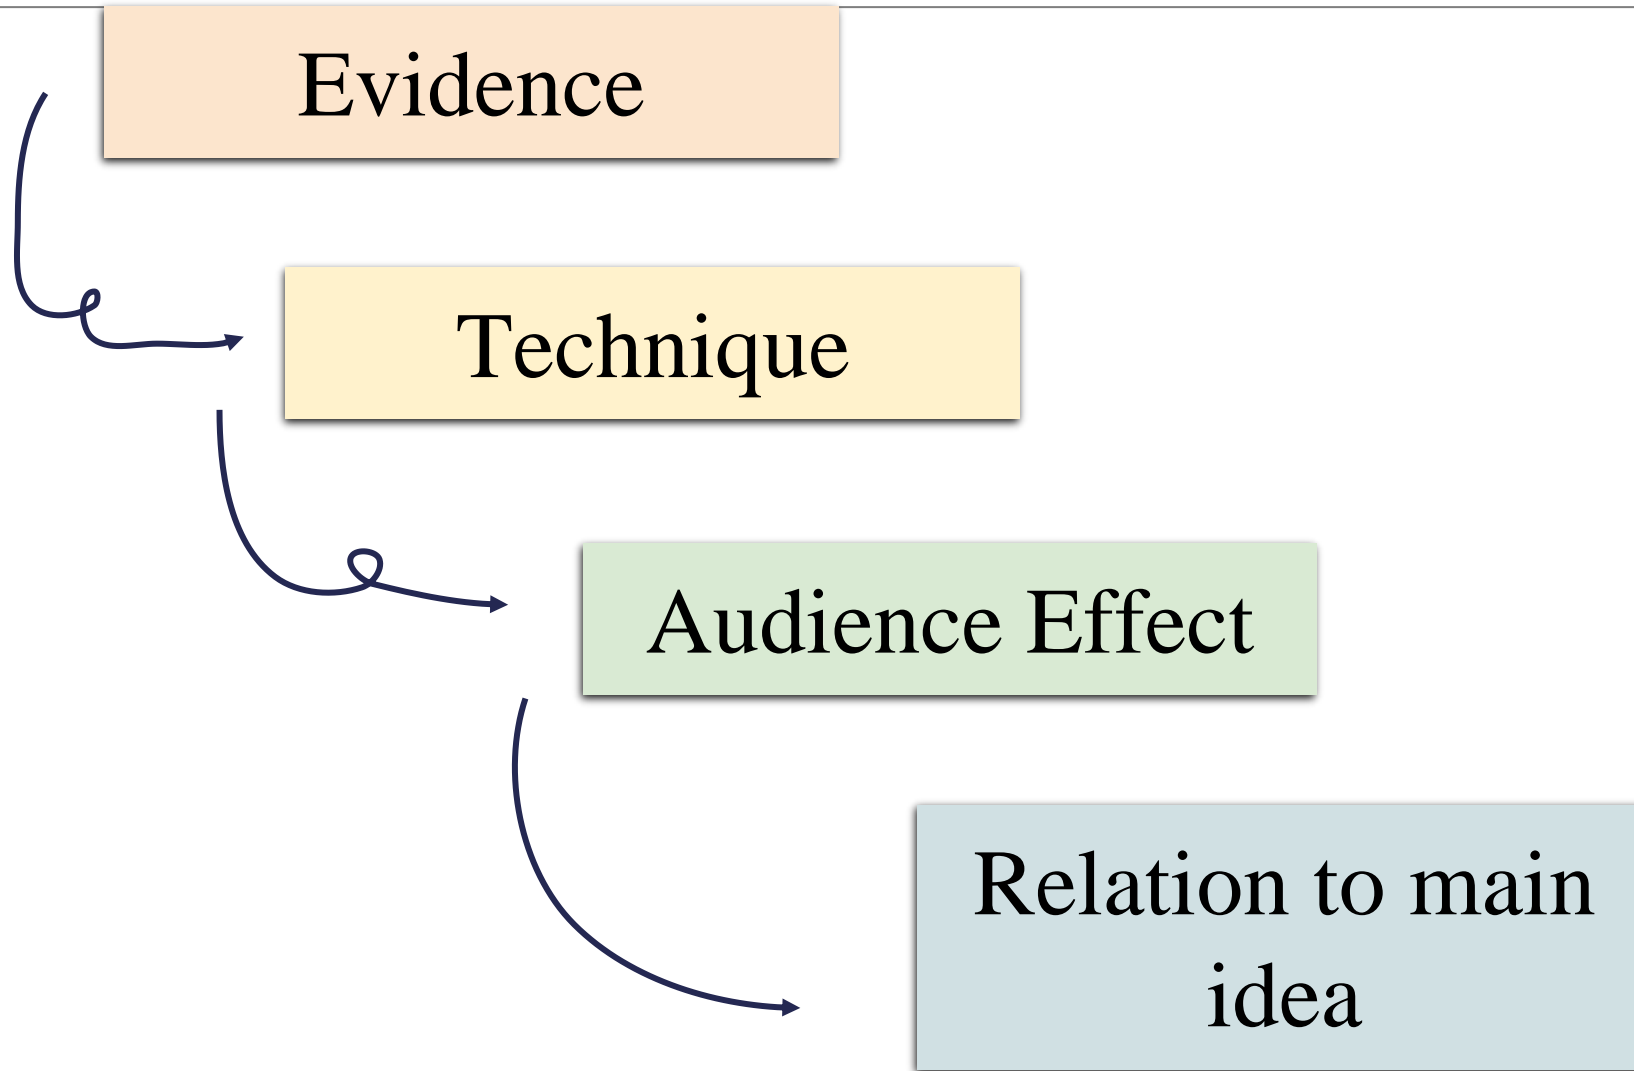 Evidence
Technique
Audience Effect
Relation to main
idea